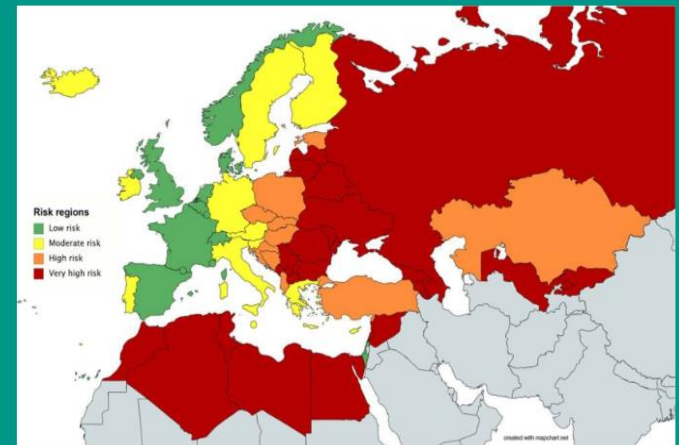 Risk regions
Low risk
Moderate risk
High risk
Very high risk
created with mapchart.net